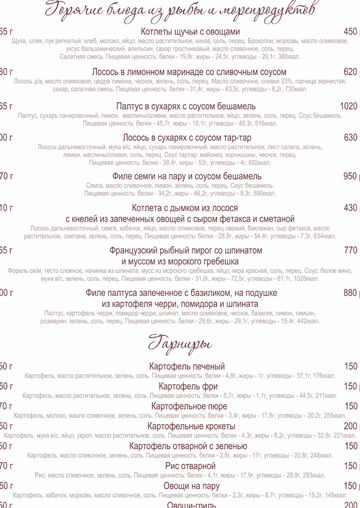 Горячие блюда из рыбы и морепродуктов
65 г Котлеты щучьи с овощами 450
Щука, шпик, лук репчатый, хлеб, молоко, яйцо, масло растительное, кинза, соль, перец. Брокколи, морковь, масло оливковое,
уксус бальзамический, апельсин, сахар тростниковый, масло сливочное, соль, перец.
Салатная смесь. Пищевая ценность: белки - 19,8г, жиры - 24,5г, углеводы - 20,1г, 380ккал.
80 г Лосось в лимонном маринаде со сливочным соусом 620
Лосось д/в, масло оливковое, цедра лимона, чеснок, зелень, соль, перец. Масло сливочное, сливки 33%, горчица зернистая,
сахар, салатная смесь. Пищевая ценность: белки - 31,4г, жиры - 63,5г, углеводы - 8,2г, 730ккал.
65 г Палтус в сухарях с соусом бешамель 1020
Палтус, сухарь панировочный, лимон, маслины/оливки, масло растительное, яйцо, зелень, соль, перец. Соус бешамель.
Пищевая ценность: белки - 45,7г, жиры - 15,1г, углеводы - 49,3г, 516ккал.
00 г Лосось в сухарях с соусом тар-тар 630
Лосось дальневосточный, мука в/с, яйцо, сухарь панировочный, масло растительное, лист салата, зелень,
лимон, маслины/оливки, соль, перец. Соус тартар: майонез, корнишоны, чеснок, перец.
Пищевая ценность: белки - 38,4г, жиры - 53г, углеводы - 4г, 652ккал.
70 г Филе семги на пару и соусом бешамель 950
Семга, масло сливочное, лимон, зелень, соль, перец. Соус бешамель.
Пищевая ценность: белки - 34,2г, жиры - 46,2г, углеводы - 9,3г, 590ккал.
10 г Котлета с дымком из лосося 430
с кнелей из запеченных овощей с сыром фетакса и сметаной
Лосось дальневосточный, семга, кабачок, яйцо, масло оливковое, перец свежий, баклажан, сыр фетакса, масло
растительное, сметана, зелень, соль, перец. Пищевая ценность: белки - 28,8г, жиры - 54,4г, углеводы - 7,3г, 634ккал.
65 г Французский рыбный пирог со шпинатом 770
и муссом из морского гребешка
Форель св/м, тесто слоеное, начинка из шпината, мусс из морского гребешка, яйцо, икра красная, соль, перец. Соус: белое вино,
мука в/с, зелень, соль, перец. Пищевая ценность: белки - 31,8г, жиры - 72,5г, углеводы - 61,1г, 1028ккал.
00 г Филе палтуса запеченное с базиликом, на подушке 880
из картофеля черри, помидора и шпината
Палтус, картофель черри, помидор черри, шпинат, масло оливковое, чеснок, базилик, лимон, тимьян,
розмарин, зелень, соль, перец. Пищевая ценность: белки - 29,6г, жиры - 29,1г, углеводы - 15,4г, 442ккал.
Гарниры
50 г Картофель печеный 150
Картофель, масло растительное, зелень, соль. Пищевая ценность: белки - 4,8г, жиры - 1г, углеводы - 37,1г, 176ккал.
50 г Картофель фри 150
Картофель, масло растительное, зелень, соль. Пищевая ценность: белки - 5,7г, жиры - 1,1г, углеводы - 44,5г, 211ккал.
70 г Картофельное пюре 150
Картофель, молоко, масло сливочное, зелень, соль. Пищевая ценность: белки - 3,4г, жиры - 17,8г, углеводы - 20,2г, 255ккал.
50 г Картофельные крокеты 200
Картофель, мука в/с, яйцо, укроп, масло растительное, соль, перец. Пищевая ценность: белки - 4,3г, жиры - 8,2г, углеводы - 32,6г, 221ккал.
50 г Картофель отварной с зеленью 150
Картофель, масло сливочное, зелень, соль. Пищевая ценность: белки - 2,8г, жиры - 17г, углеводы - 20,8г, 248ккал.
70 г Рис отварной 150
Рис, масло сливочное, зелень, соль. Пищевая ценность: белки - 4,1г, жиры - 17,9г, углеводы - 28,9г, 293ккал.
50 г Овощи на пару 150
Картофель, кабачок, морковь, масло сливочное, соль. Пищевая ценность: белки - 2,3г, жиры - 8,7г, углеводы - 15,2г, 148ккал.
50 г Овощи-гриль 200